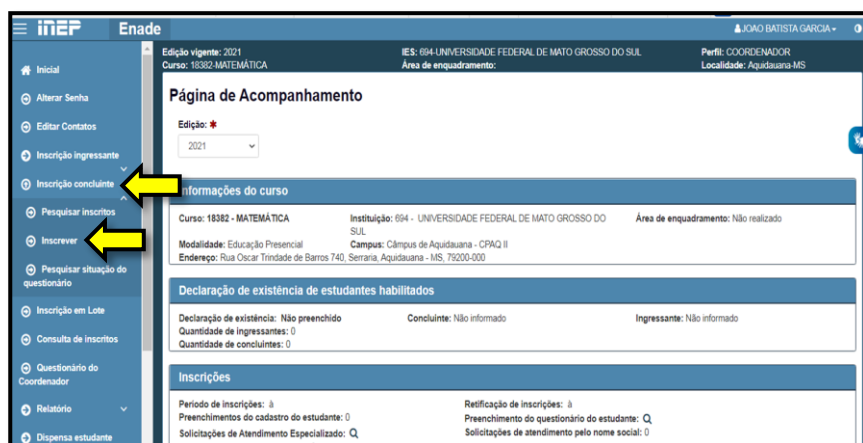 inep Enade
JOAO BATISTA GARCIA
Edição vigente: 2021
Curso: 18382-MATEMÁTICA
IES: 694-UNIVERSIDADE FEDERAL DE MATO GROSSO DO SUL
Área de enquadramento:
Perfil: COORDENADOR
Localidade: Aquidauana-MS
Inicial
Alterar Senha
Editar Contatos
Inscrição ingressante
Inscrição concluinte
Pesquisar inscritos
Inscrever
Pesquisar situação do
questionário
Inscrição em Lote
Consulta de inscritos
Questionário do
Coordenador
Relatório
Dispensa estudante
Página de Acompanhamento
Edição: *
2021
Informações do curso
Curso: 18382 - MATEMÁTICA
Instituição: 694 - UNIVERSIDADE FEDERAL DE MATO GROSSO DO
SUL
Área de enquadramento: Não realizado
Modalidade: Educação Presencial
Campus: Câmpus de Aquidauana - CPAQ II
Endereço: Rua Oscar Trindade de Barros 740, Serraria, Aquidauana - MS, 79200-000
Declaração de existência de estudantes habilitados
Declaração de existência: Não preenchido
Concluinte: Não informado
Ingressante: Não informado
Quantidade de ingressantes: 0
Quantidade de concluintes: 0
Inscrições
Período de inscrições: à
Retificação de inscrições: à
Preenchimentos do cadastro do estudante: 0
Preenchimento do questionário do estudante:
Solicitações de Atendimento Especializado:
Solicitações de atendimento pelo nome social: 0